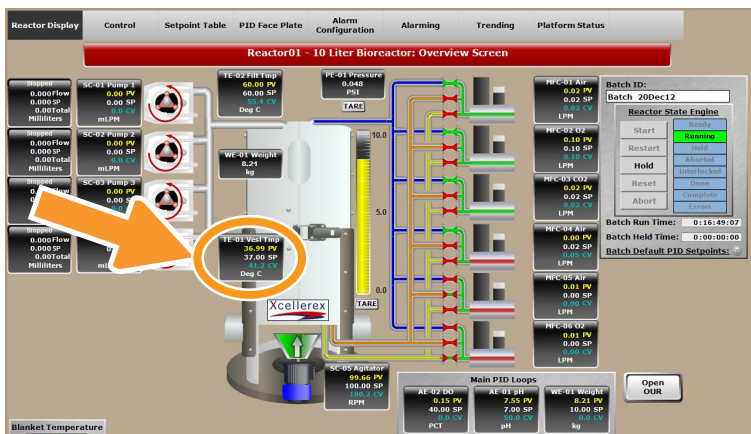 Reactor Display
Control
Setpoint Table
PID Face Plate
Alarm
Configuration
Alarming
Trending
Platform Status
Reactor01 - 10 Liter Bioreactor: Overview Screen
Stopped
0.000Flow
0.000 SP
0.00Total
Milliliters
SC-01 Pump 1
0.00 PV
0.00 SP
0.0 CV
mLPM
TE-02 Filt Tmp
60.00 PV
60.00 SP
55.4 CV
Deg C
PE-01 Pressure
0.048
PSI
TARE
MFC-01 Air
0.02 PV
0.02 SP
0.02 CV
LPM
Batch ID:
Batch 20Dec12
Reactor State Engine
Start
Restart
Hold
Reset
Abort
Ready
Running
Hold
Aborted
Interlocked
Done
Complete
Errors
Stopped
0.000Flow
0.000 SP
0.00Total
Milliliters
SC-02 Pump 2
0.00 PV
0.00 SP
0.0 CV
mLPM
WE-01 Weight
8.21
kg
10.0
5.0
0.0
TARE
MFC-02 O2
0.10 PV
0.10 SP
0.10 CV
LPM
Stopped
SC-03 Pump 3
0.00 PV
MFC-03 CO2
0.02 PV
0.02 SP
0.02 CV
LPM
Batch Run Time: 0:16:49:07
Batch Held Time: 0:00:00:00
Batch Default PID Setpoints:
0.000Flow
0.000 SP
0.00Total
Milliliters
TE-01 Vesl Tmp
36.99 PV
37.00 SP
41.2 CV
Deg C
MFC-04 Air
0.00 PV
0.02 SP
0.05 CV
LPM
MFC-05 Air
0.01 PV
0.00 SP
0.00 CV
LPM
Xcellerex
MFC-06 O2
0.01 PV
0.00 SP
0.00 CV
LPM
SC-05 Agitator
99.66 PV
100.00 SP
100.2 CV
RPM
Main PID Loops
AE-02 DO
0.15 PV
40.00 SP
0.0 CV
PCT
AE-01 pH
7.55 PV
7.00 SP
50.0 CV
pH
WE-01 Weight
8.21 PV
10.00 SP
0.0 CV
kg
Open
OUR
Blanket Temperature